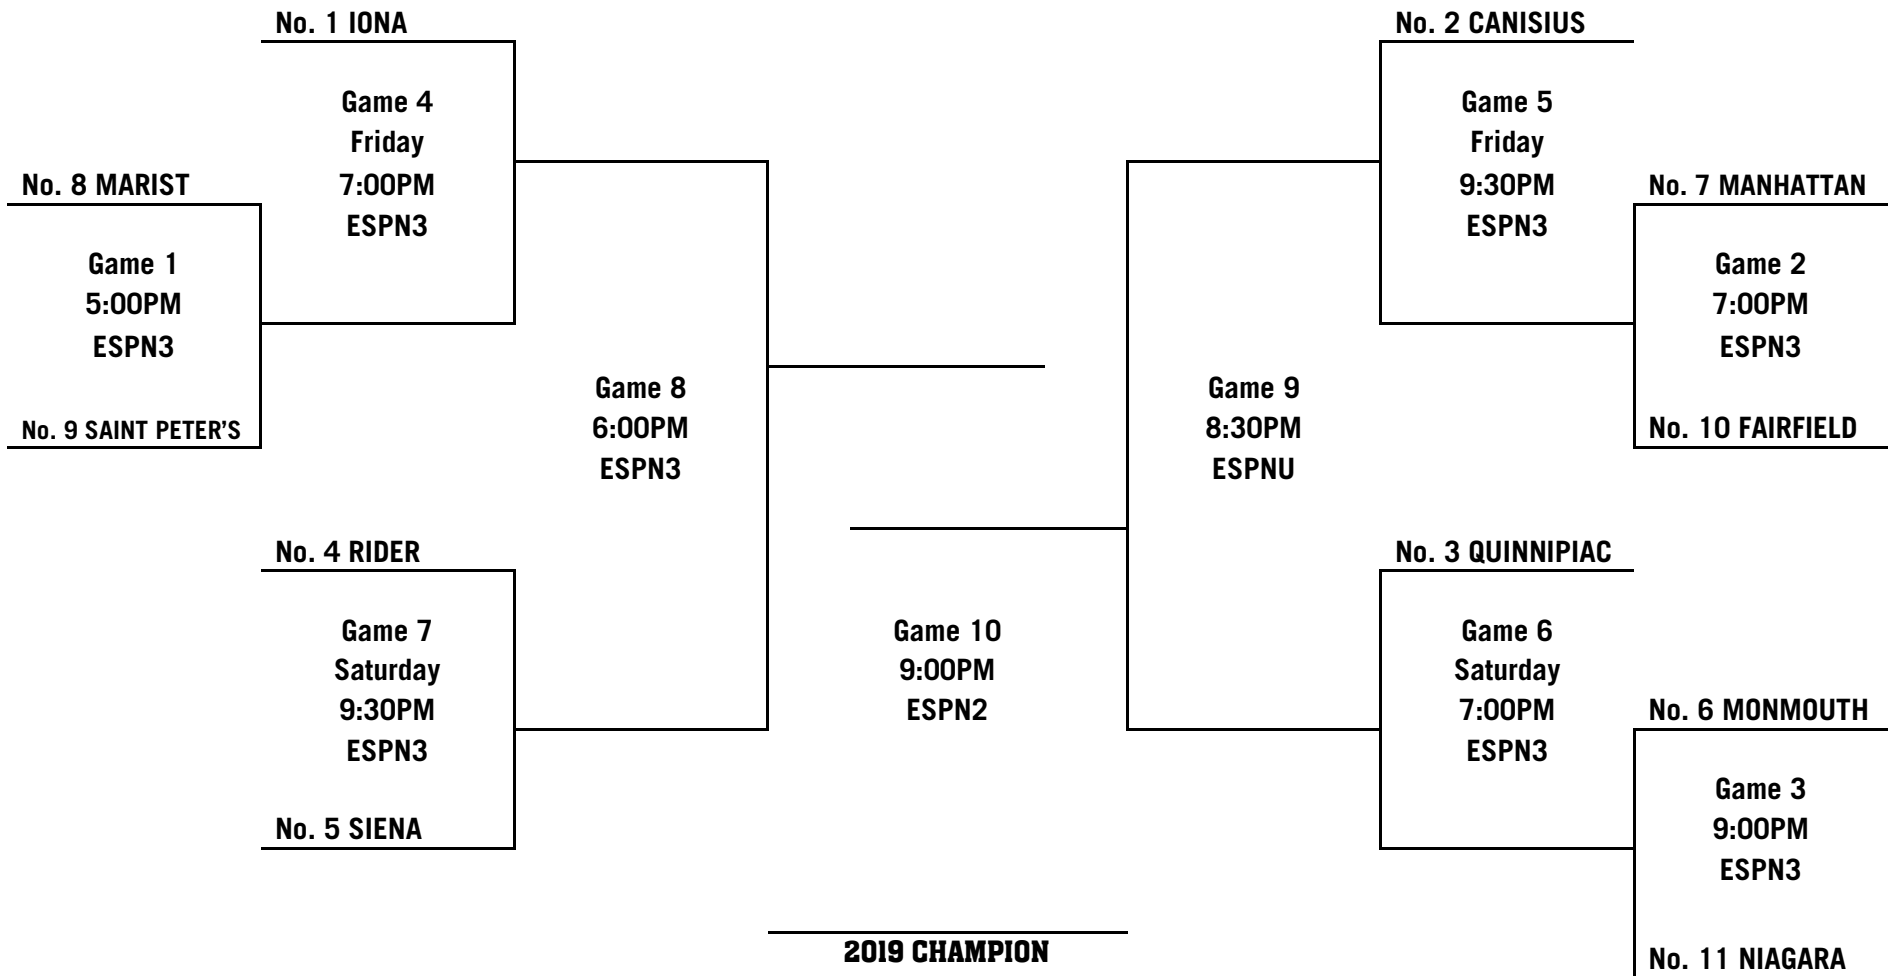 No. 1 IONA
Game 4
Friday
7:00PM
ESPN3
No. 8 MARIST
Game 1
5:00PM
ESPN3
No. 9 SAINT PETER'S
Game 8
6:00PM
ESPN3
No. 4 RIDER
Game 7
Saturday
9:30PM
ESPN3
No. 5 SIENA
Game 10
9:00PM
ESPN2
2019 CHAMPION
No. 2 CANISIUS
Game 5
Friday
9:30PM
ESPN3
No. 7 MANHATTAN
Game 2
7:00PM
ESPN3
No. 10 FAIRFIELD
Game 9
8:30PM
ESPNU
No. 3 QUINNIPIAC
Game 6
Saturday
7:00PM
ESPN3
No. 6 MONMOUTH
Game 3
9:00PM
ESPN3
No. 11 NIAGARA